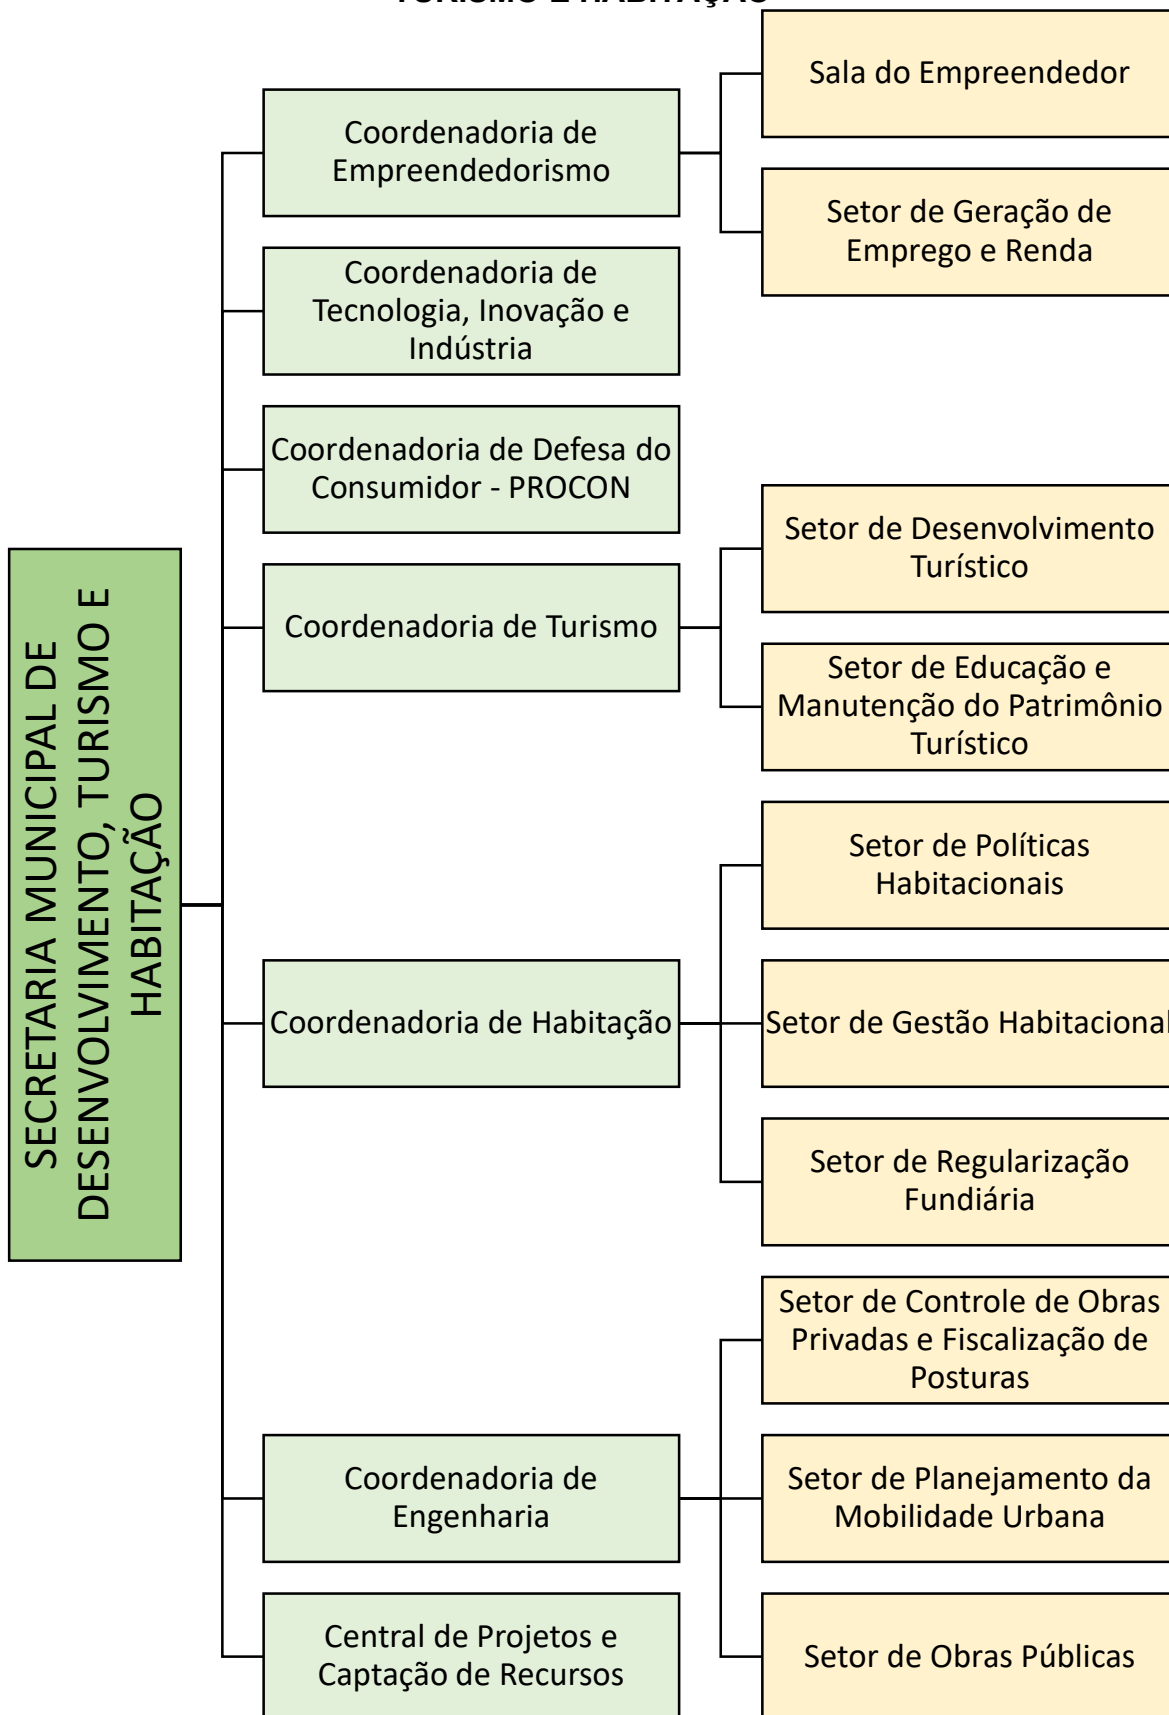 TURISMO E HABITAÇÃO
SECRETARIA MUNICIPAL DE
DESENVOLVIMENTO, TURISMO E
HABITAÇÃO
Coordenadoria de
Empreendedorismo
Sala do Empreendedor
Setor de Geração de
Emprego e Renda
Coordenadoria de
Tecnologia, Inovação e
Indústria
Coordenadoria de Defesa do
Consumidor - PROCON
Coordenadoria de Turismo
Setor de Desenvolvimento
Turístico
Setor de Educação e
Manutenção do Patrimônio
Turístico
Coordenadoria de Habitação
Setor de Políticas
Habitacionais
Setor de Gestão Habitacional
Setor de Regularização
Fundiária
Coordenadoria de
Engenharia
Setor de Controle de Obras
Privadas e Fiscalização de
Posturas
Setor de Planejamento da
Mobilidade Urbana
Setor de Obras Públicas
Central de Projetos e
Captação de Recursos